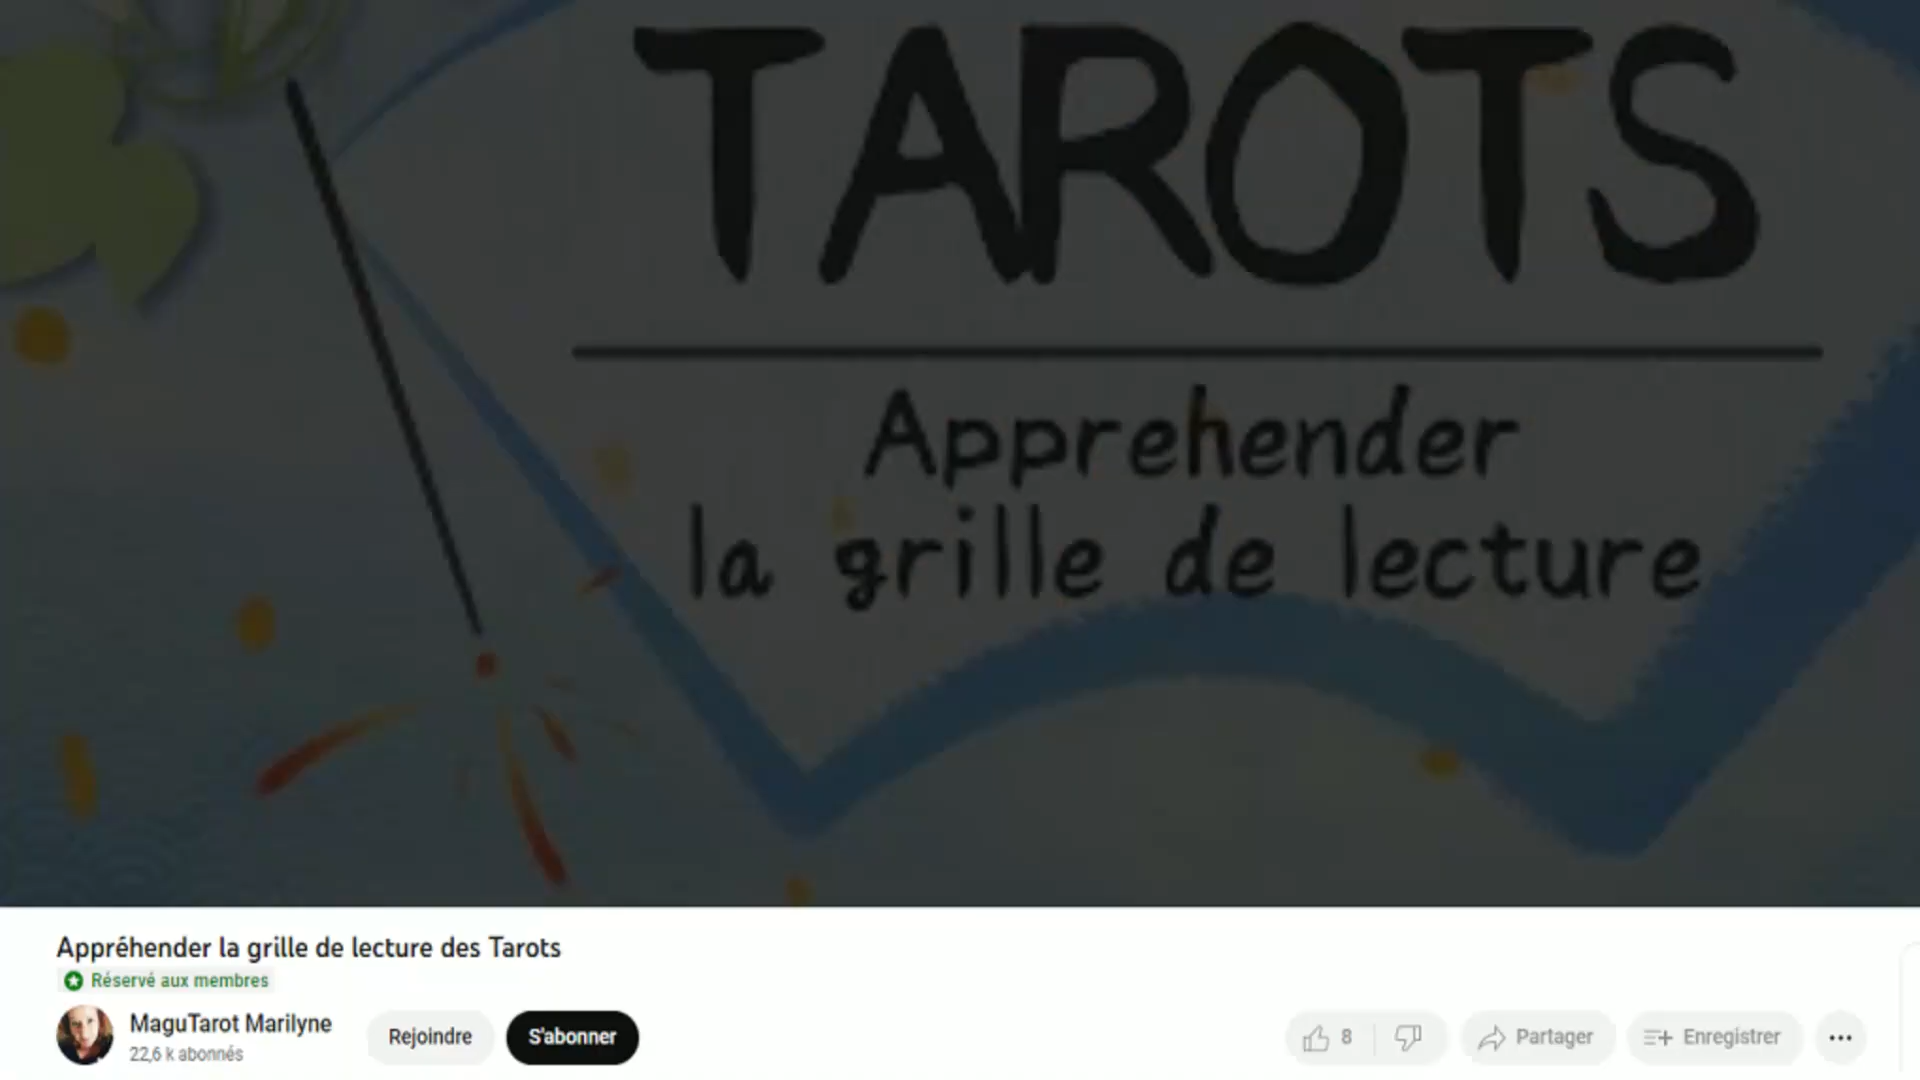 TAROTS
Apprehender
la grille de lecture
Appréhender la grille de lecture des Tarots
Réservé aux membres
MaguTarot Marilyne
22,6 k abonnés
Rejoindre
S'abonner
8
Partager
Enregistrer